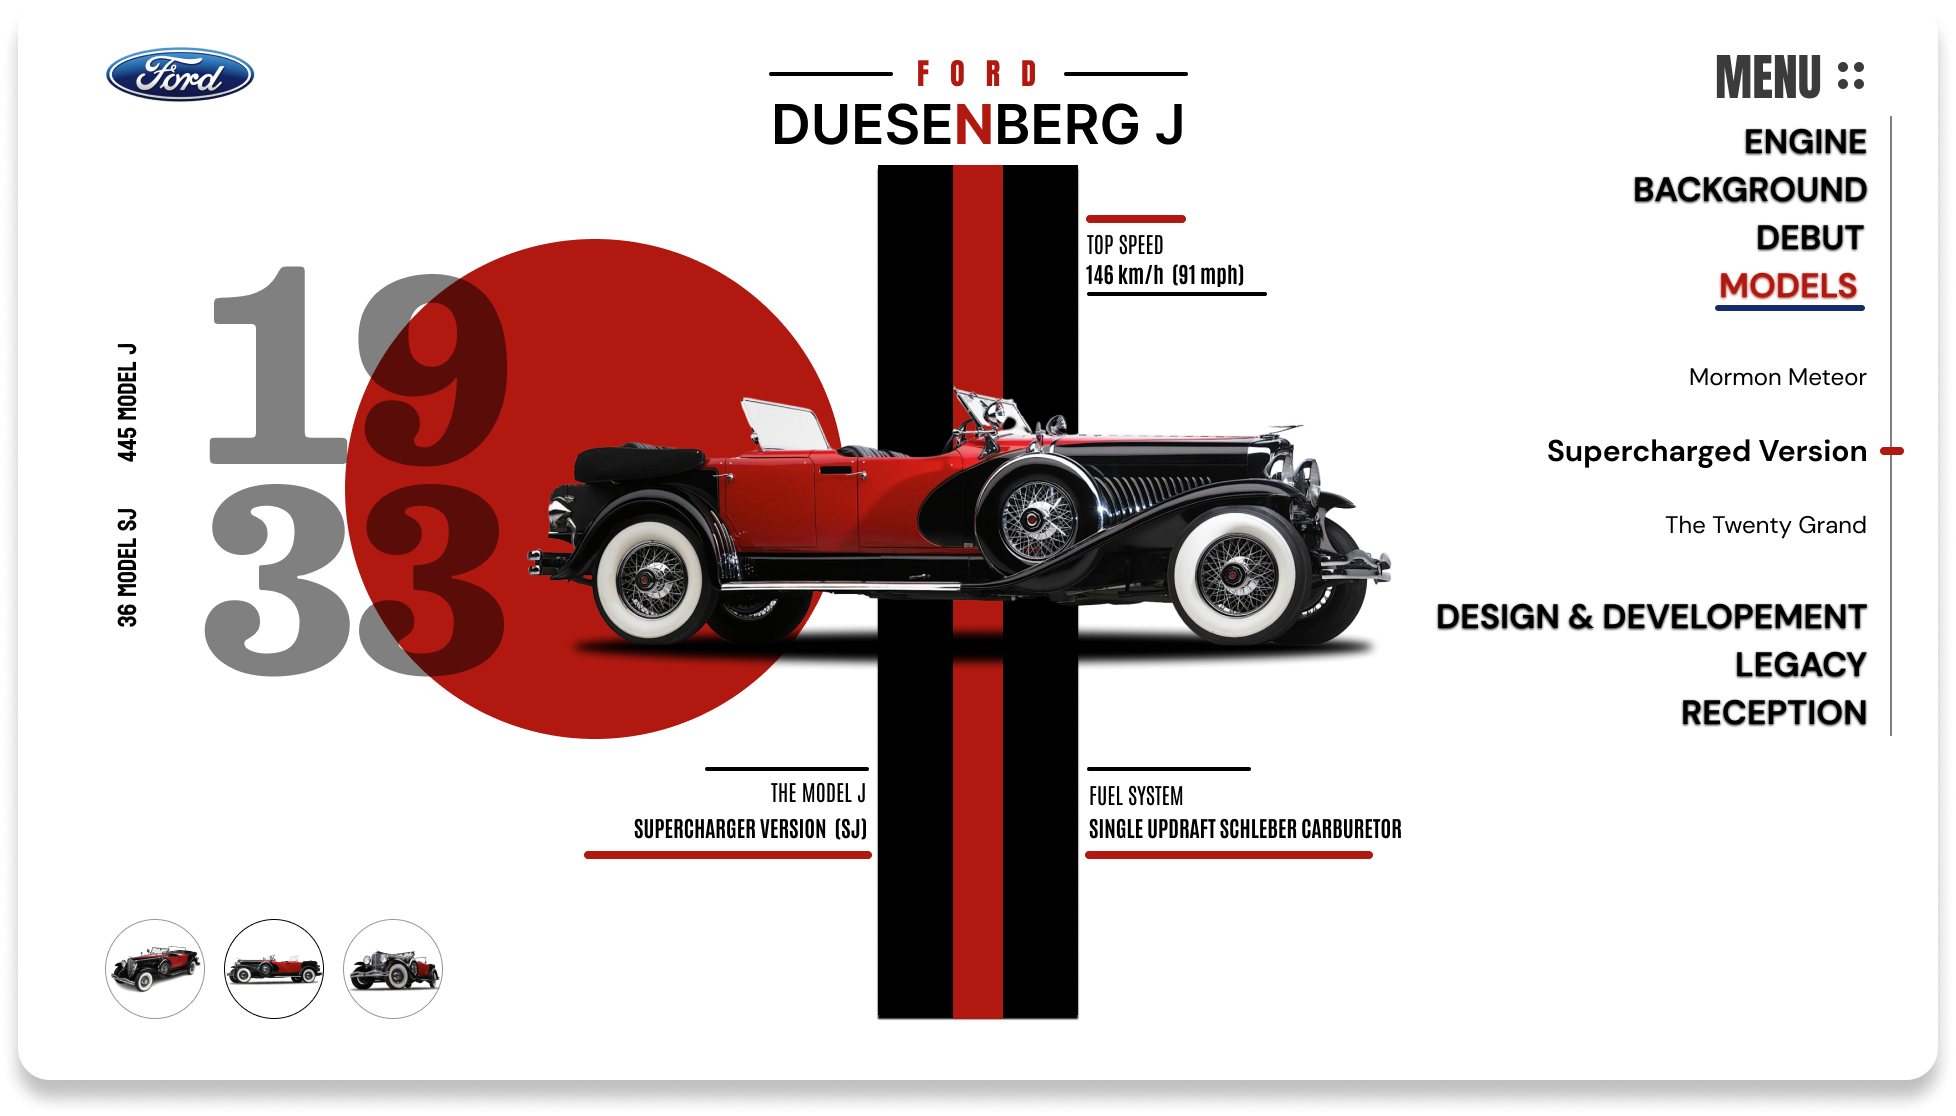 Ford
FORD
DUESENBERG J
MENU
ENGINE
BACKGROUND
DEBUT
MODELS
Mormon Meteor
Supercharged Version
The Twenty Grand
DESIGN & DEVELOPEMENT
LEGACY
RECEPTION
TOP SPEED
146 km/h (91 mph)
19
33
445 MODEL J
36 MODEL SJ
THE MODEL J
SUPERCHARGER VERSION (SJ)
FUEL SYSTEM
SINGLE UPDRAFT SCHLEBER CARBURETOR